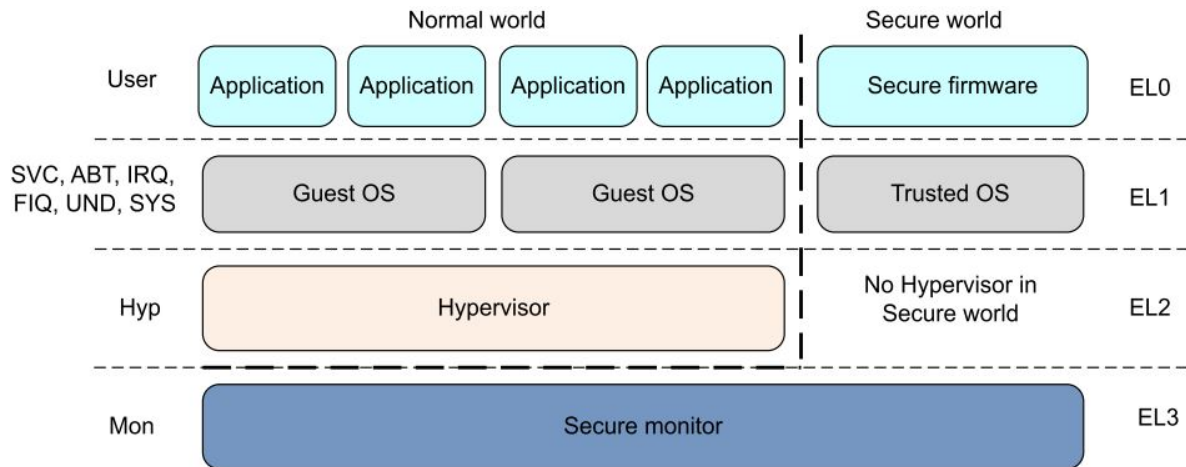 Normal world
Secure world
User
Application
Application
Application
Application
Secure firmware
EL0
SVC, ABT, IRQ,
FIQ, UND, SYS
Guest OS
Guest OS
Trusted OS
EL1
Hyp
Hypervisor
No Hypervisor in
Secure world
EL2
Mon
Secure monitor
EL3